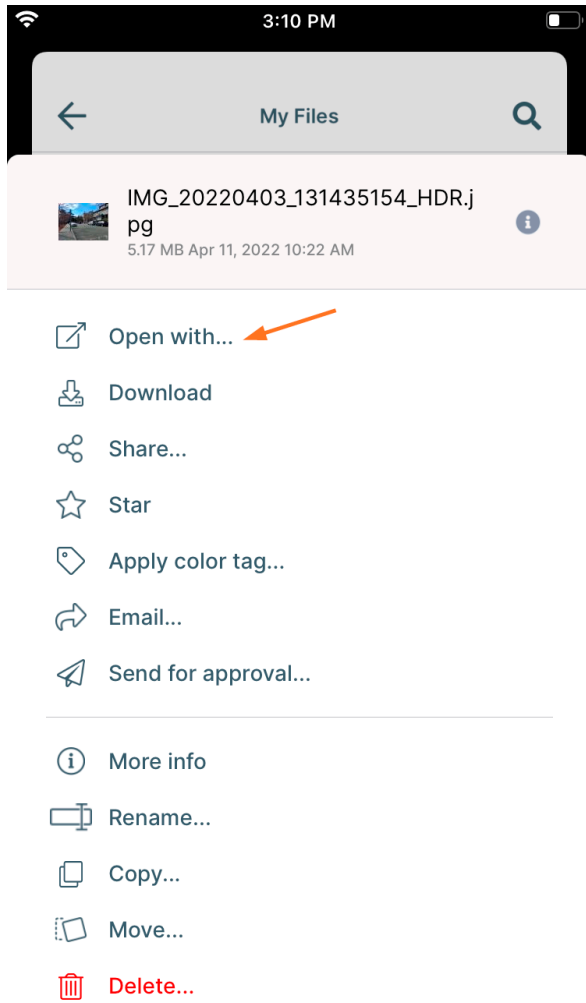 3:10 PM
My Files
IMG_20220403_131435154_HDR.j
pg
5.17 MB Apr 11, 2022 10:22 AM
Open with...
Download
Share...
Star
Apply color tag...
Email...
Send for approval...
More info
Rename...
Copy...
Move...
Delete...